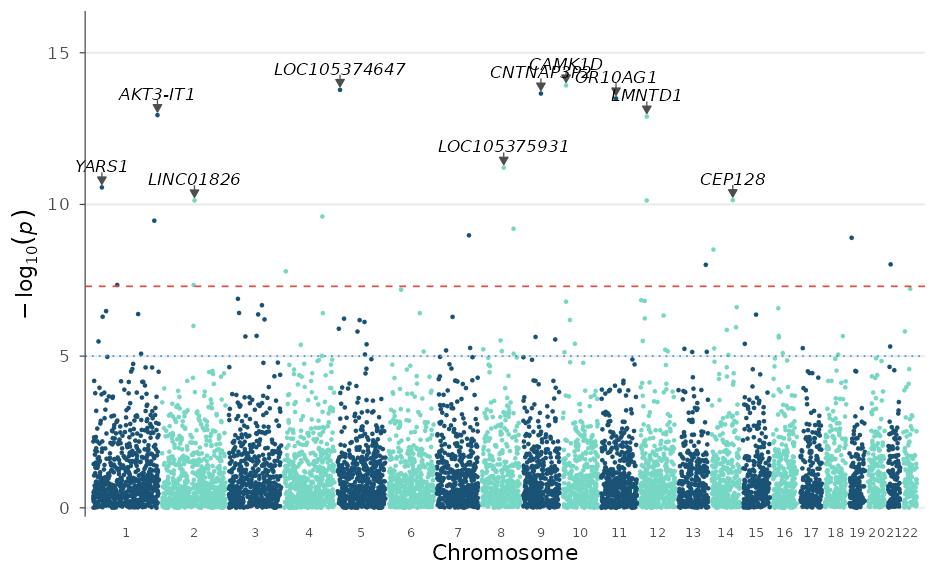 15
CAMK1D
LOC105374647
CNTNAP3P2
OR10AG1
AKT3-IT1
LMNTD1
LOC105375931
YARS1
LINC01826
CEP128
10
−log10(p)
5
0
1 2 3 4 5 6 7 8 9 10 11 12 13 14 15 16 17 18 19 20 21 22
Chromosome